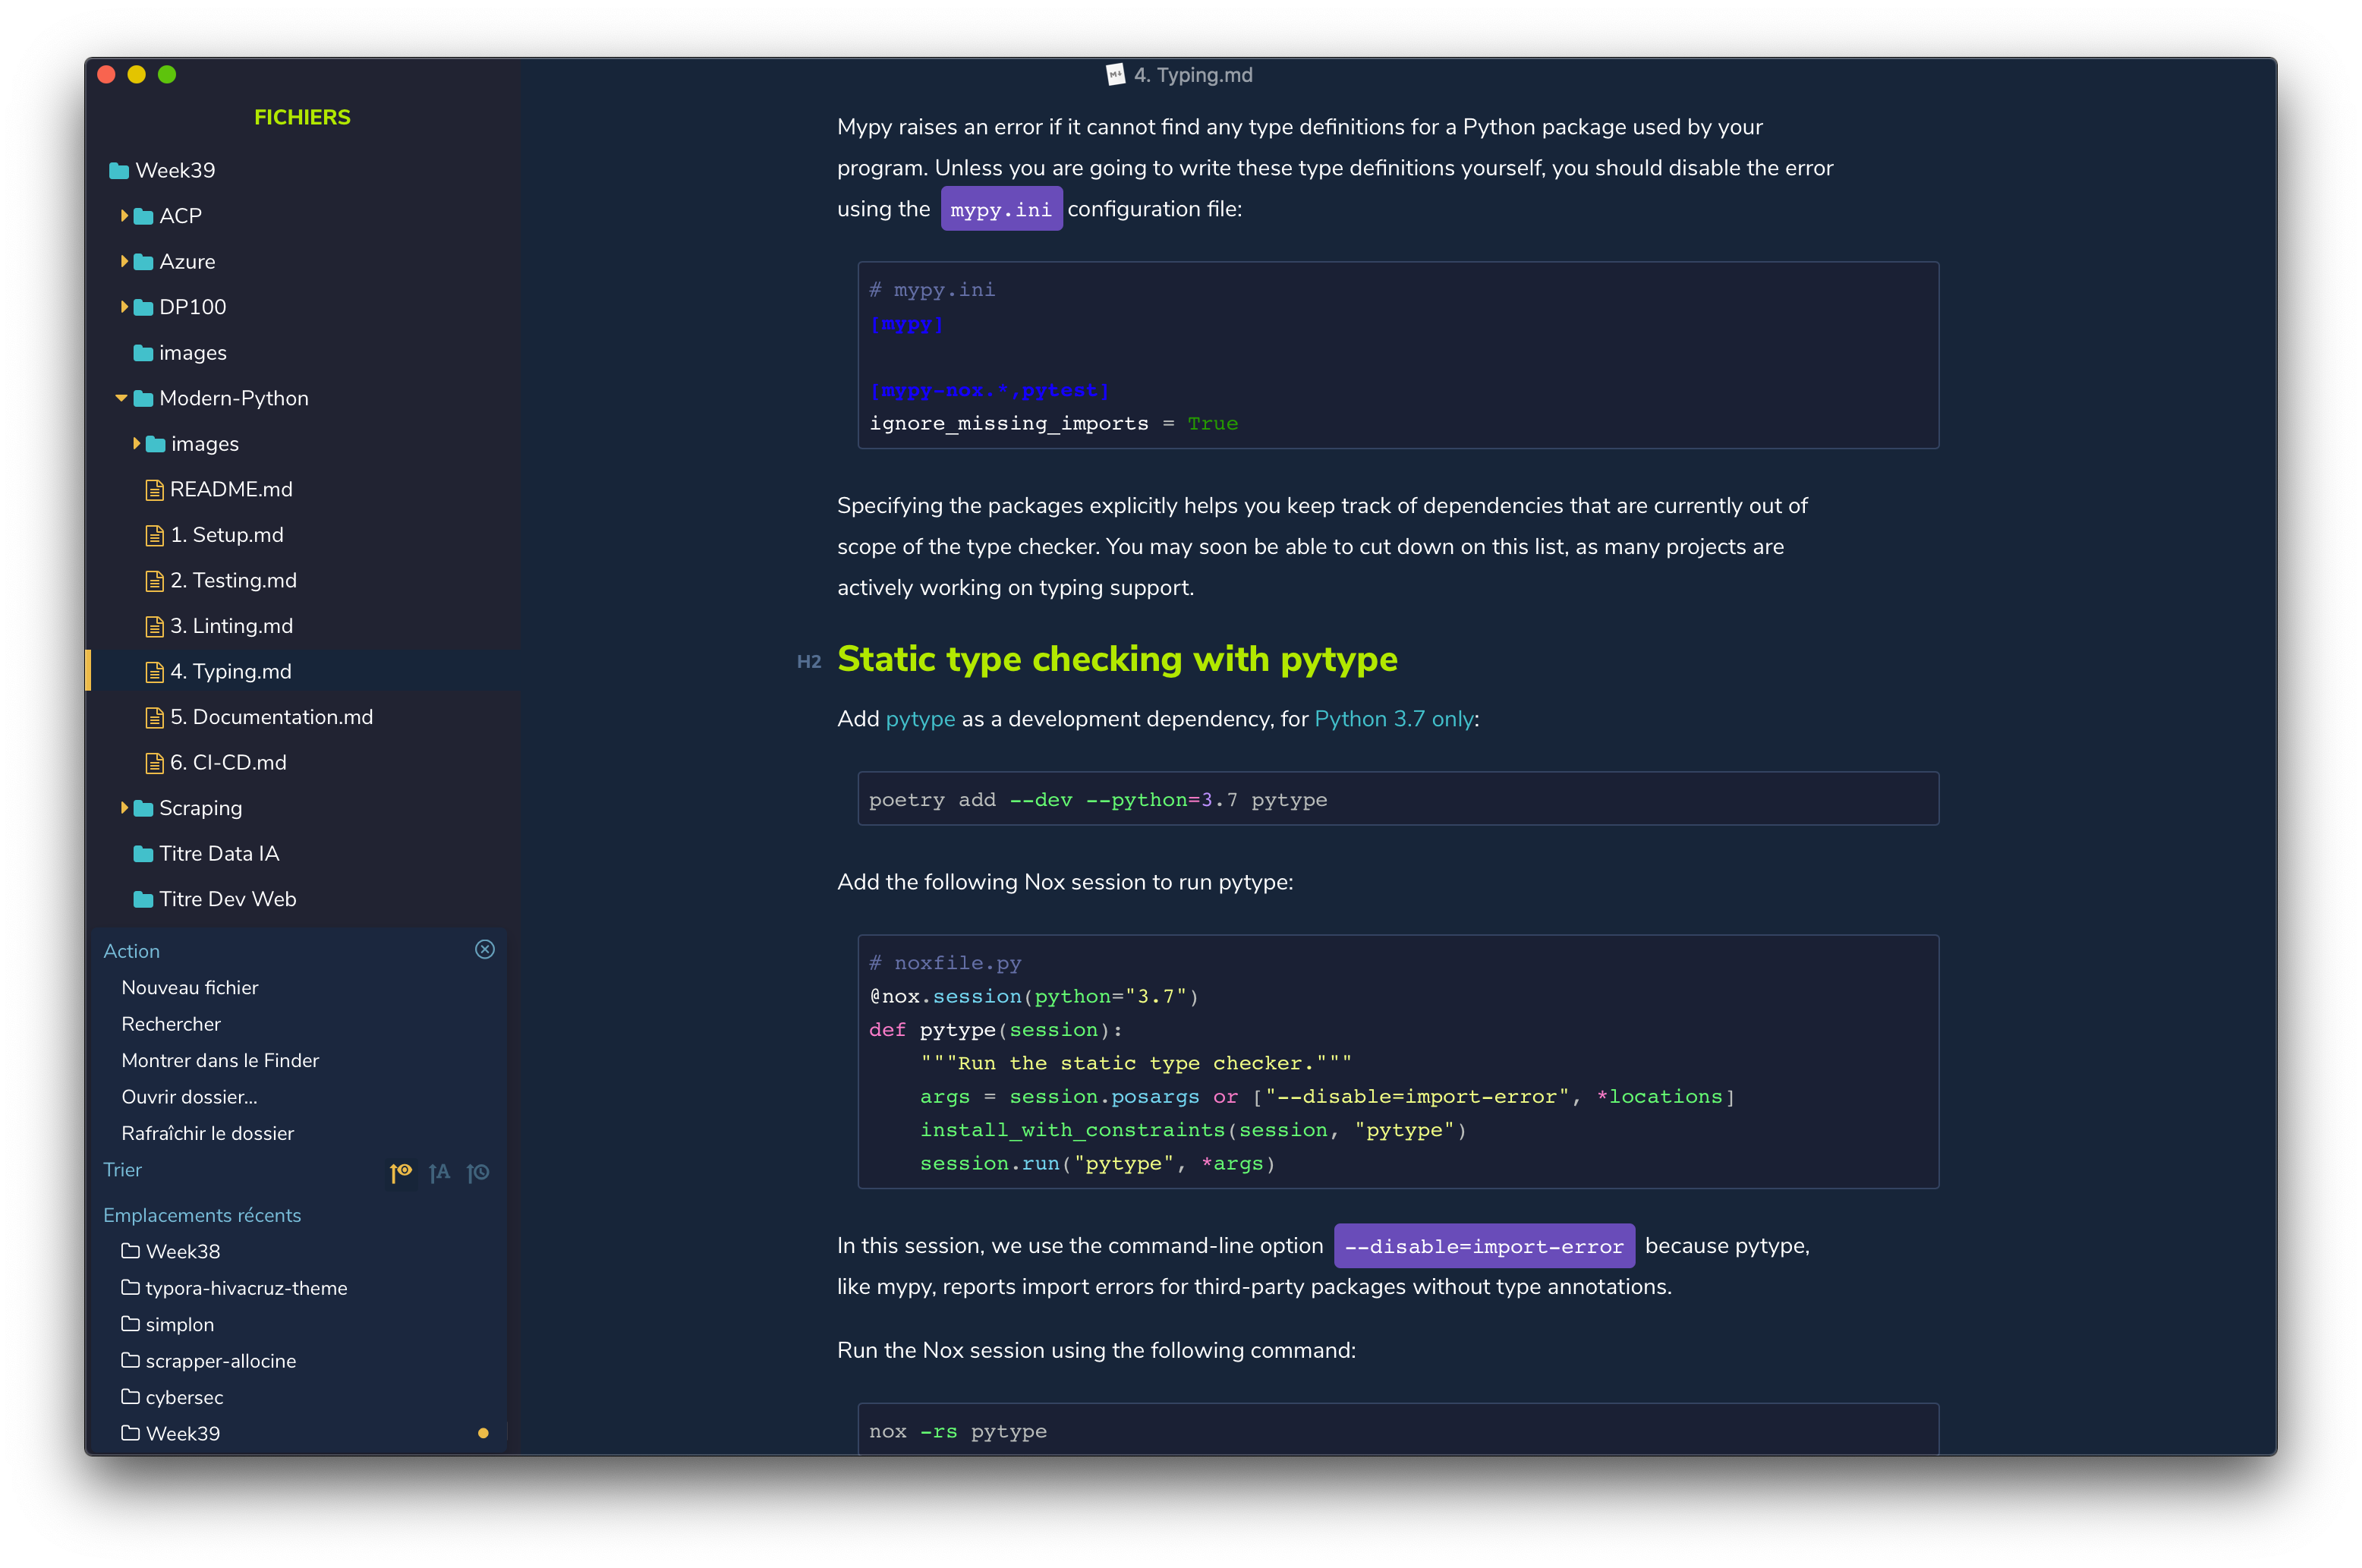 4. Typing.md
FICHIERS
Week39
ACP
Azure
DP100
images
Modern-Python
images
README.md
1. Setup.md
2. Testing.md
3. Linting.md
4. Typing.md
5. Documentation.md
6. CI-CD.md
Scraping
Titre Data IA
Titre Dev Web
Action
Nouveau fichier
Rechercher
Montrer dans le Finder
Ouvrir dossier...
Rafraîchir le dossier
Trier
A
Emplacements récents
Week38
typora-hivacruz-theme
simplon
scrapper-allocine
cybersec
Week39
Mypy raises an error if it cannot find any type definitions for a Python package used by your
program. Unless you are going to write these type definitions yourself, you should disable the error
using the mypy.ini configuration file:
# mypy.ini
[mypy]
[mypy-nox.*,pytest]
ignore_missing_imports = True
Specifying the packages explicitly helps you keep track of dependencies that are currently out of
scope of the type checker. You may soon be able to cut down on this list, as many projects are
actively working on typing support.
H2 Static type checking with pytype
Add pytype as a development dependency, for Python 3.7 only:
poetry add --dev --python=3.7 pytype
Add the following Nox session to run pytype:
# noxfile.py
@nox.session(python="3.7")
def pytype(session):
    """Run the static type checker."""
    args = session.posargs or ["--disable=import-error", *locations]
    install_with_constraints(session, "pytype")
    session.run("pytype", *args)
In this session, we use the command-line option --disable=import-error because pytype,
like mypy, reports import errors for third-party packages without type annotations.
Run the Nox session using the following command:
nox -rs pytype